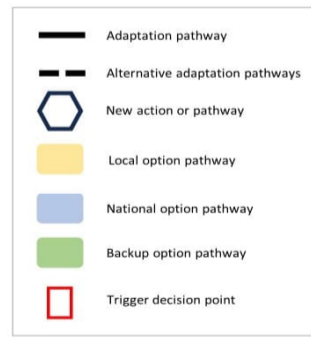 Adaptation pathway
Alternative adaptation pathways
New action or pathway
Local option pathway
National option pathway
Backup option pathway
Trigger decision point